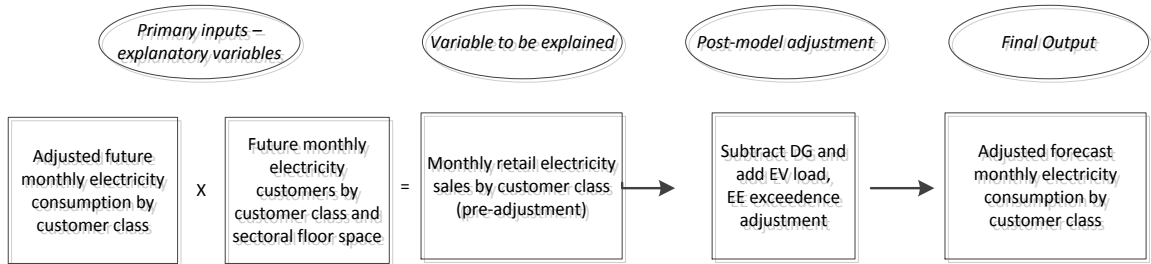 Primary inputs –
explanatory variables
Variable to be explained
Post-model adjustment
Final Output
Adjusted future
monthly electricity
consumption by
customer class
X
Future monthly
electricity
customers by
customer class and
sectoral floor space
=
Monthly retail electricity
sales by customer class
(pre-adjustment)
Subtract DG and
add EV load,
EE exceedence
adjustment
Adjusted forecast
monthly electricity
consumption by
customer class